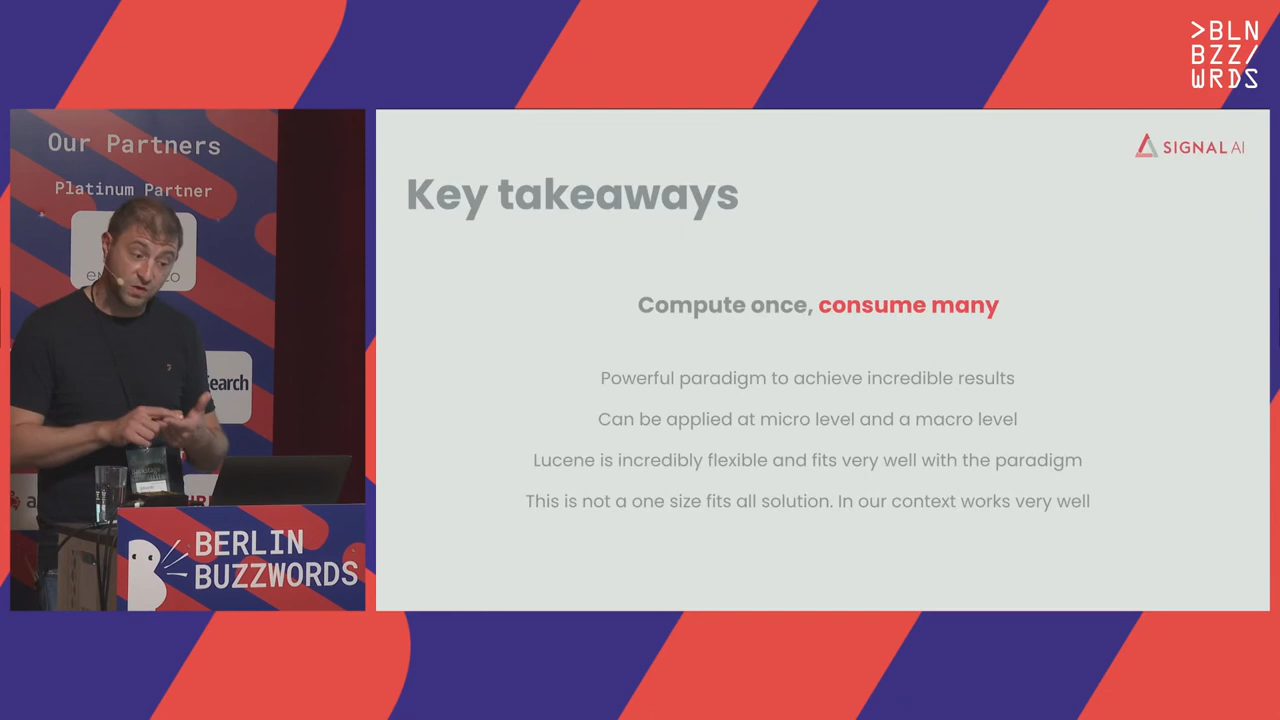 >BLN
BZZ/
WRDS
Our Partners
Platinum Partner
earch
BERLIN
BUZZWORDS
SIGNAL AI
Key takeaways
Compute once, consume many
Powerful paradigm to achieve incredible results
Can be applied at micro level and a macro level
Lucene is incredibly flexible and fits very well with the paradigm
This is not a one size fits all solution. In our context works very well